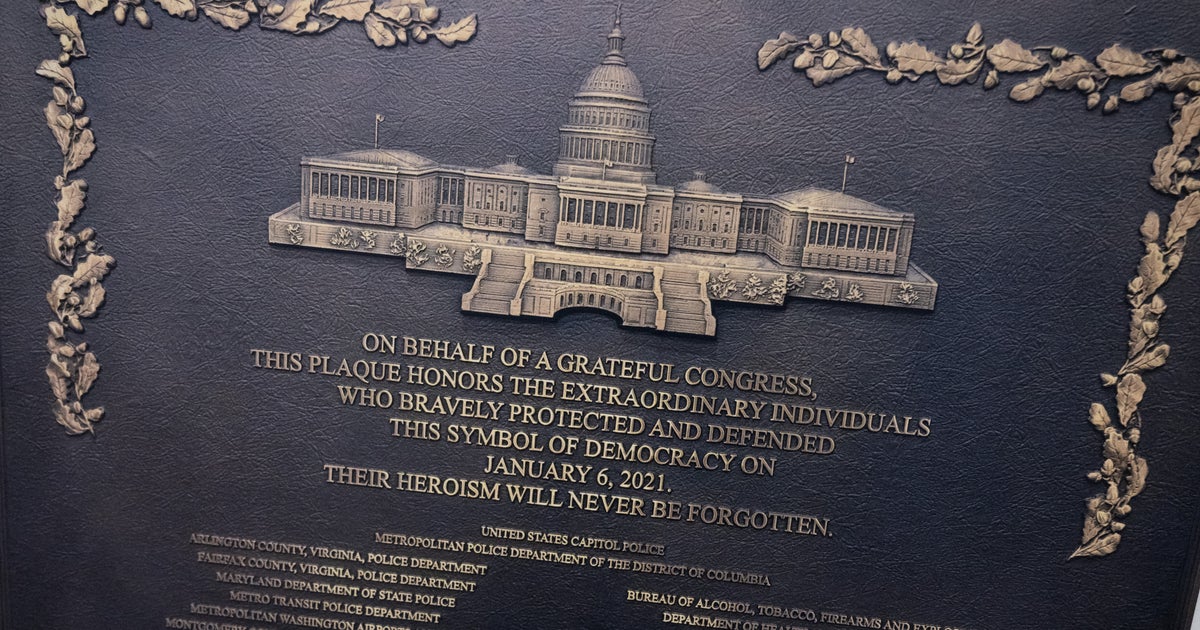 ON BEHALF OF A GRATEFUL CONGRESS,
THIS PLAQUE HONORS THE EXTRAORDINARY INDIVIDUALS
WHO BRAVELY PROTECTED AND DEFENDED
THIS SYMBOL OF DEMOCRACY ON
JANUARY 6, 2021.
THEIR HEROISM WILL NEVER BE FORGOTTEN.
UNITED STATES CAPITOL POLICE
METROPOLITAN POLICE DEPARTMENT OF THE DISTRICT OF COLUMBIA
ARLINGTON COUNTY, VIRGINIA, POLICE DEPARTMENT
FAIRFAX COUNTY, VIRGINIA, POLICE DEPARTMENT
MARYLAND DEPARTMENT OF STATE POLICE
METRO TRANSIT POLICE DEPARTMENT
METROPOLITAN WASHINGTON
BUREAU OF ALCOHOL, TOBACCO, FIREARMS AND
DEPARTMENT OF